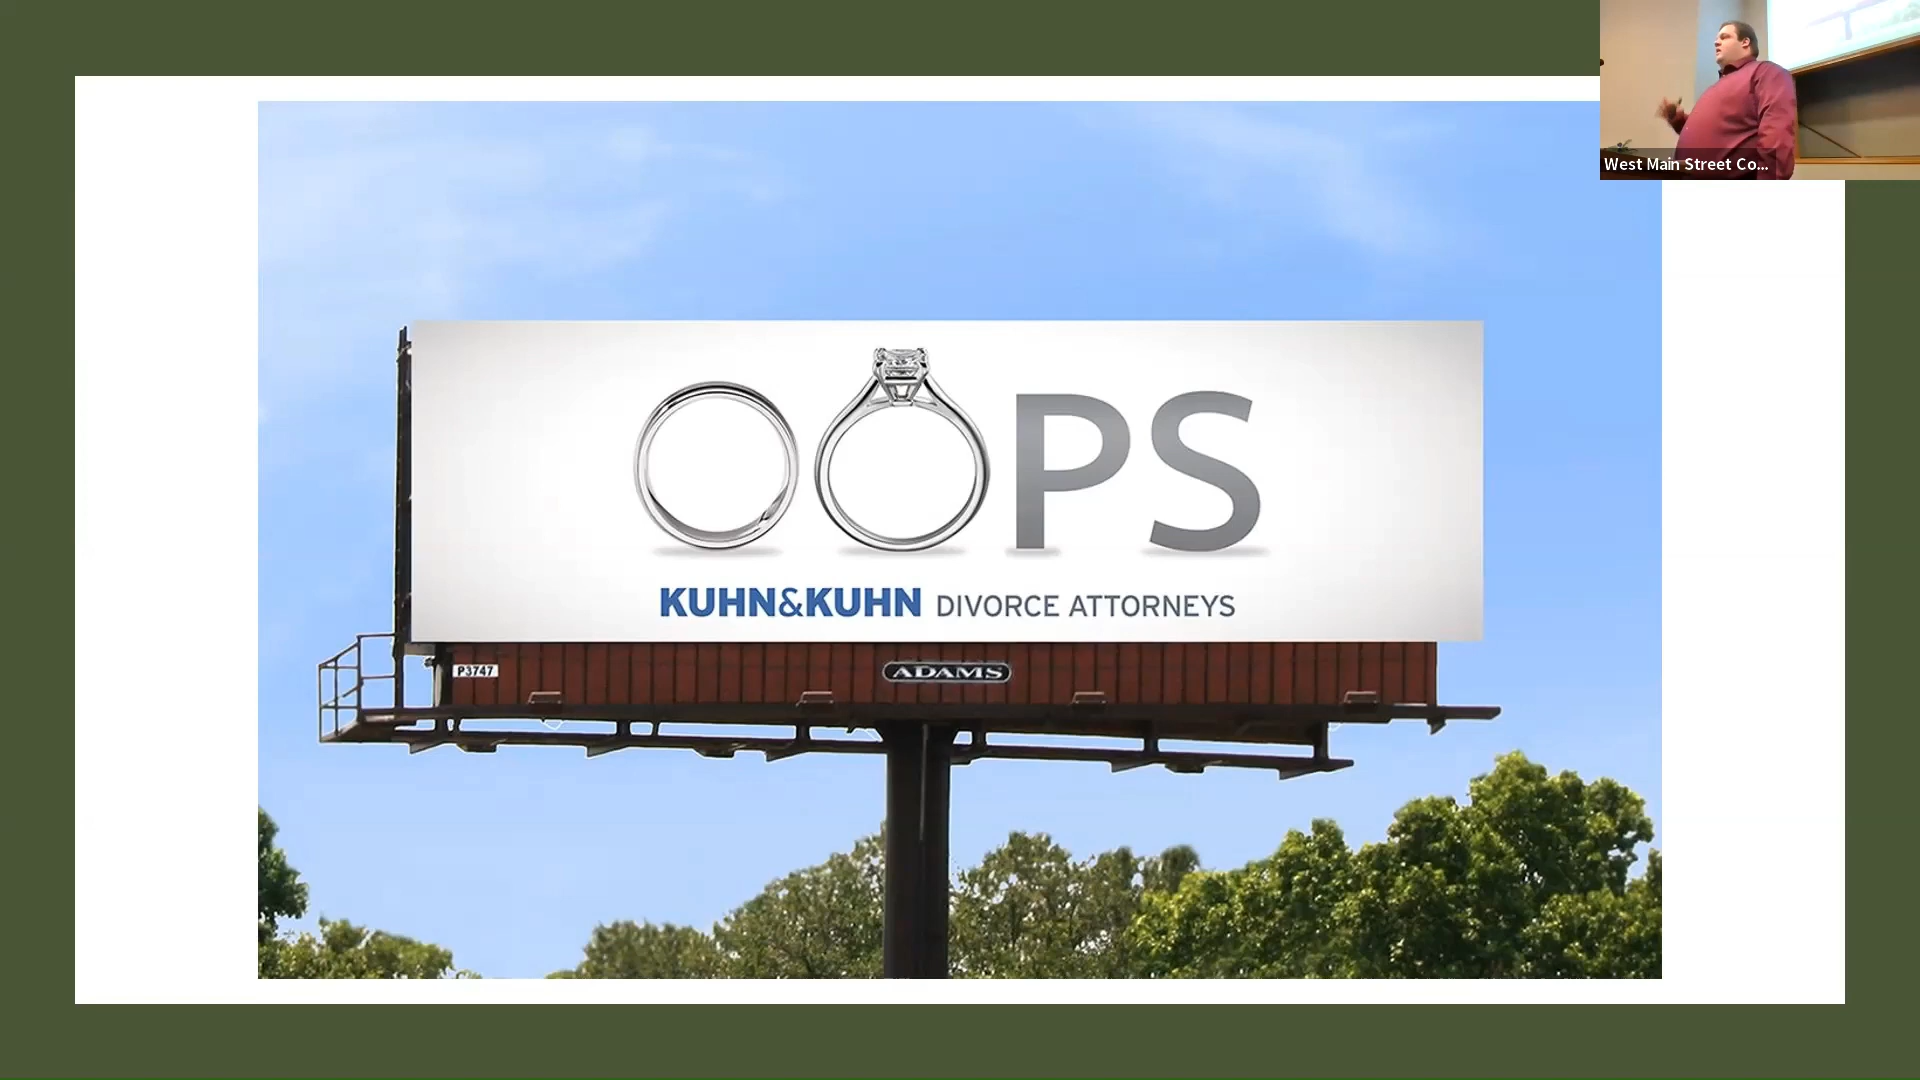 West Main Street Co...
OOPS
KUHN&KUHN DIVORCE ATTORNEYS
P3747
ADAMS